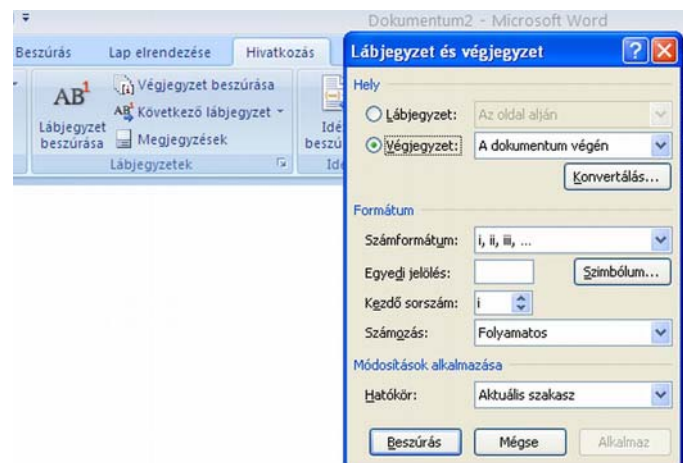 Dokumentum2 - Microsoft Word
Beszúrás Lap elrendezése Hivatkozás
AB1
Lábjegyzet beszúrása
Végjegyzet beszúrása
AB1 Következő lábjegyzet
Megjegyzések
Lábjegyzetek
Lábjegyzet és végjegyzet
Hely
Lábjegyzet: Az oldal alján
Végjegyzet: A dokumentum végén
Konvertálás...
Formátum
Számformátum: i, ii, iii, ...
Egyedi jelölés: Szimbólum...
Kezdő sorszám: i
Számozás: Folyamatos
Módosítások alkalmazása
Hatókör: Aktuális szakasz
Beszúrás Mégse Alkalmaz